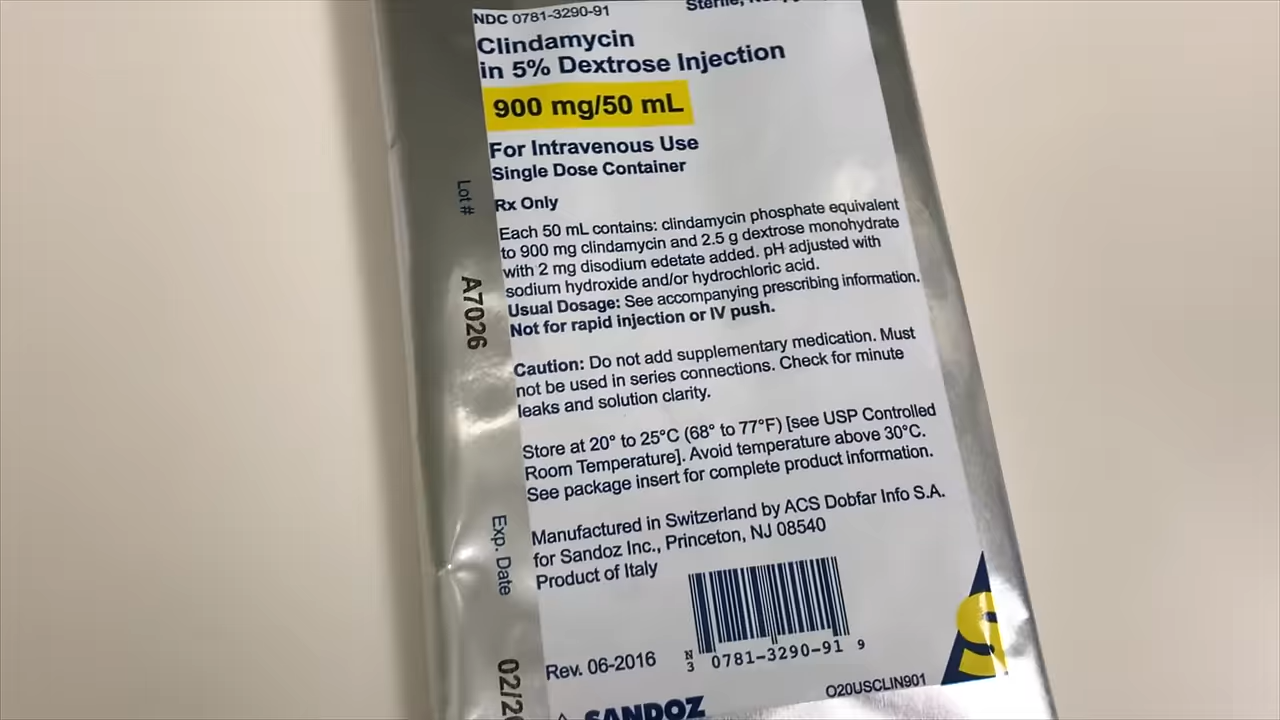 NDC 0781-3290-91
Clindamycin
in 5% Dextrose Injection
900 mg/50 mL
For Intravenous Use
Single Dose Container
Rx Only
Each 50 mL contains: clindamycin phosphate equivalent
to 900 mg clindamycin and 2.5 g dextrose monohydrate
with 2 mg disodium edetate added. pH adjusted with
sodium hydroxide and/or hydrochloric acid.
Usual Dosage: See accompanying prescribing information.
Not for rapid injection or IV push.
Caution: Do not add supplementary medication. Must
not be used in series connections. Check for minute
leaks and solution clarity.
Store at 20° to 25°C (68° to 77°F) [see USP Controlled
Room Temperature]. Avoid temperature above 30°C.
See package insert for complete product information.
Manufactured in Switzerland by ACS Dobfar Info S.A.
for Sandoz Inc., Princeton, NJ 08540
Product of Italy
Rev. 06-2016
N
3 0781-3290-91 9
O20USCLIN901
SANDOZ
S
Lot #
A7026
Exp. Date